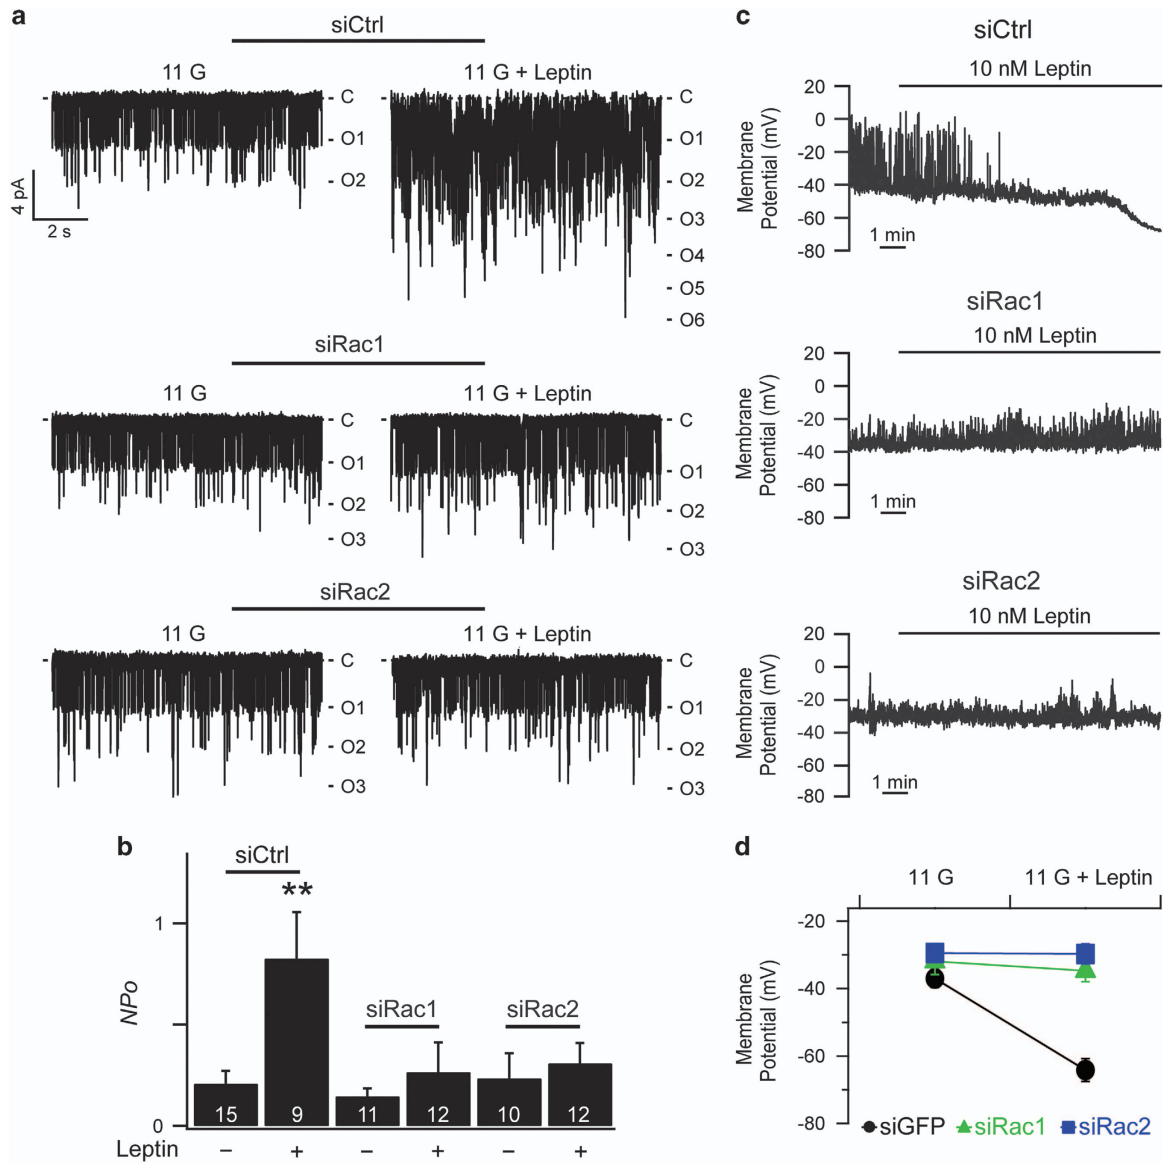 a
siCtrl
11 G
11 G + Leptin
C
O1
O2
C
O1
O2
O3
O4
O5
O6
4 pA
2 s
siRac1
11 G
11 G + Leptin
C
O1
O2
O3
C
O1
O2
O3
siRac2
11 G
11 G + Leptin
C
O1
O2
O3
C
O1
O2
O3
b
siCtrl
**
siRac1
siRac2
NPo
1
0
15
9
11
12
10
12
Leptin – + – + – +
c
siCtrl
10 nM Leptin
Membrane
Potential (mV)
20
0
-20
-40
-60
-80
1 min
siRac1
10 nM Leptin
Membrane
Potential (mV)
20
0
-20
-40
-60
-80
1 min
siRac2
10 nM Leptin
Membrane
Potential (mV)
20
0
-20
-40
-60
-80
1 min
d
11 G
11 G + Leptin
Membrane
Potential (mV)
-20
-40
-60
-80
siGFP siRac1 siRac2